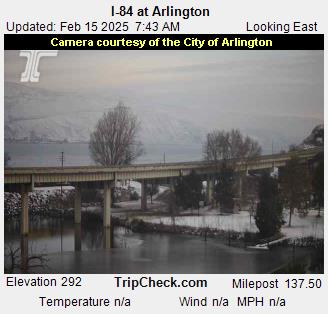 I-84 at Arlington
Updated: Feb 15 2025 7:43 AM Looking East
Camera courtesy of the City of Arlington
Elevation 292 TripCheck.com Milepost 137.50
Temperature n/a Wind n/a MPH n/a